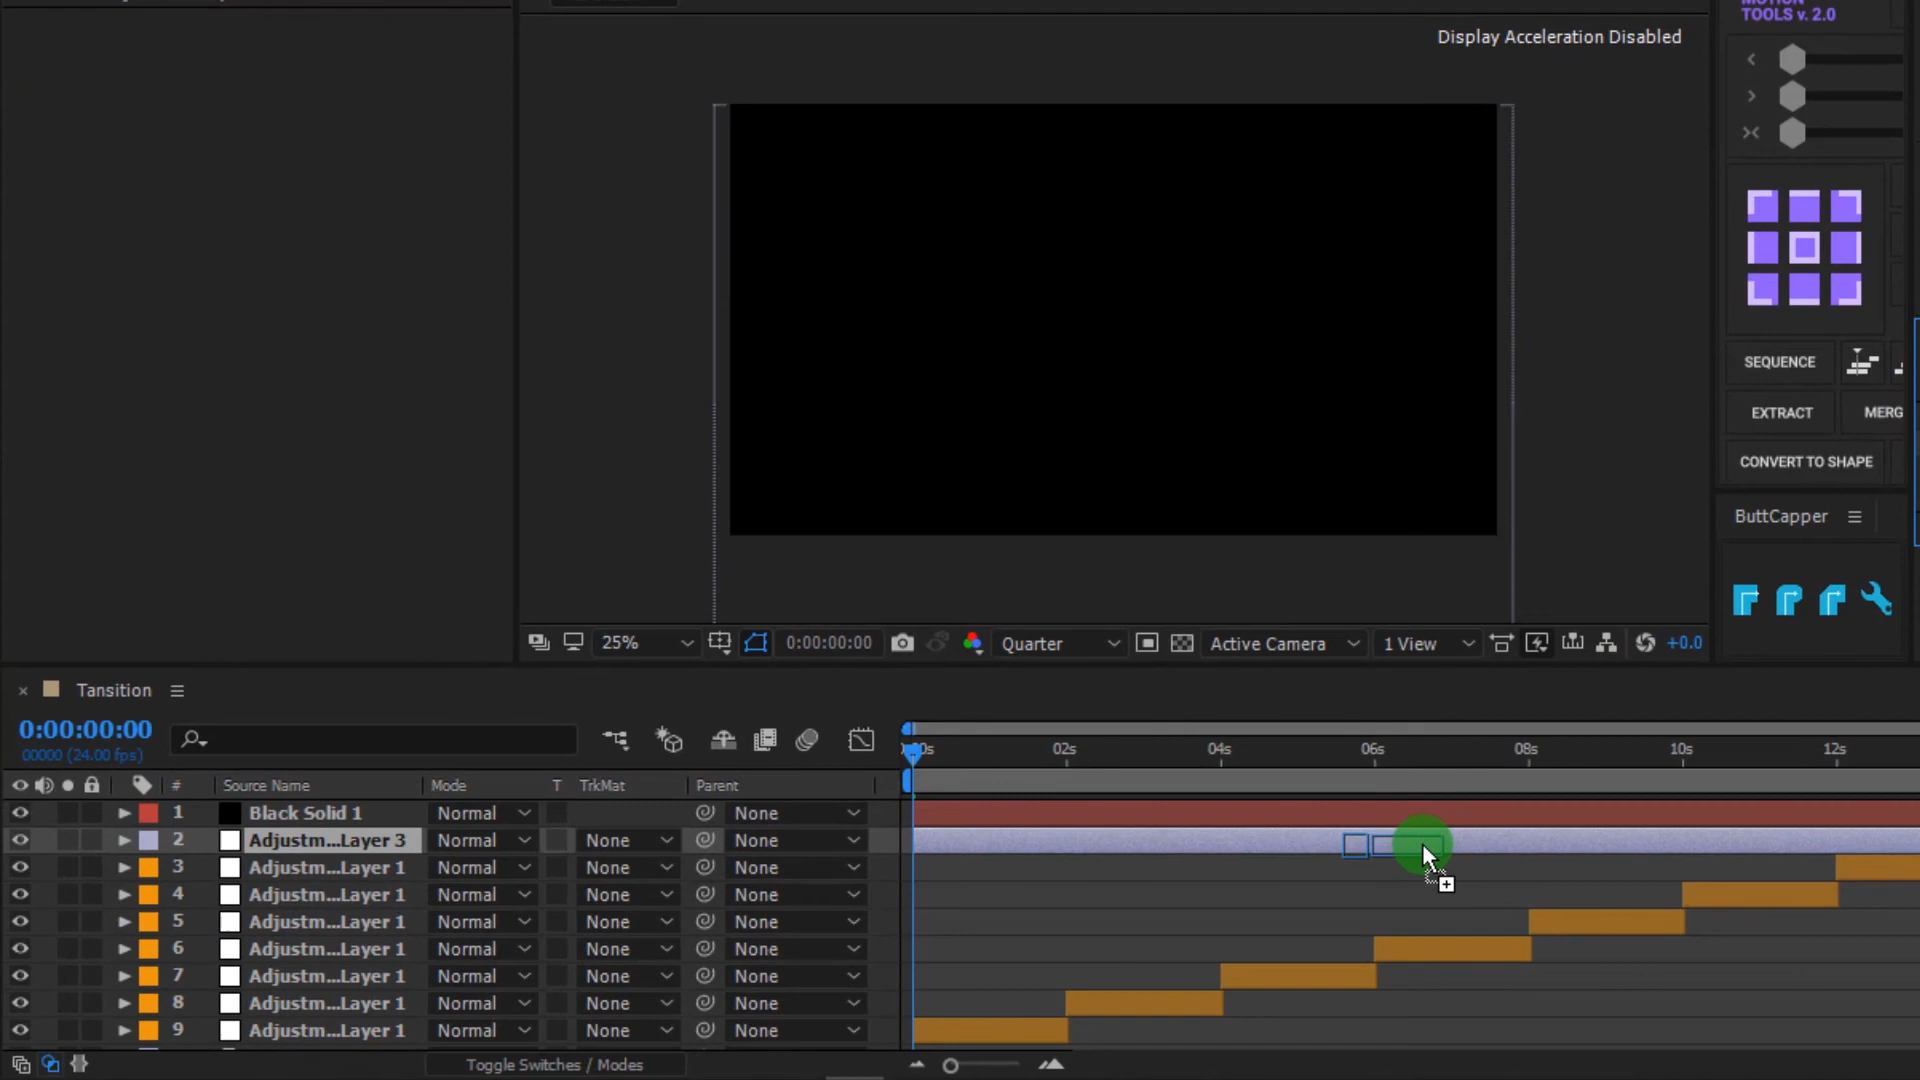 MOTION
TOOLS v. 2.0
Display Acceleration Disabled
SEQUENCE
EXTRACT
MERG
CONVERT TO SHAPE
ButtCapper
25%
0:00:00:00
Quarter
Active Camera
1 View
+0.0
Tansition
0:00:00:00
00000 (24.00 fps)
00s 02s 04s 06s 08s 10s 12s
# Source Name Mode T TrkMat Parent
1 Black Solid 1 Normal None
2 Adjustm...Layer 3 Normal None None
3 Adjustm...Layer 1 Normal None None
4 Adjustm...Layer 1 Normal None None
5 Adjustm...Layer 1 Normal None None
6 Adjustm...Layer 1 Normal None None
7 Adjustm...Layer 1 Normal None None
8 Adjustm...Layer 1 Normal None None
9 Adjustm...Layer 1 Normal None None
Toggle Switches / Modes